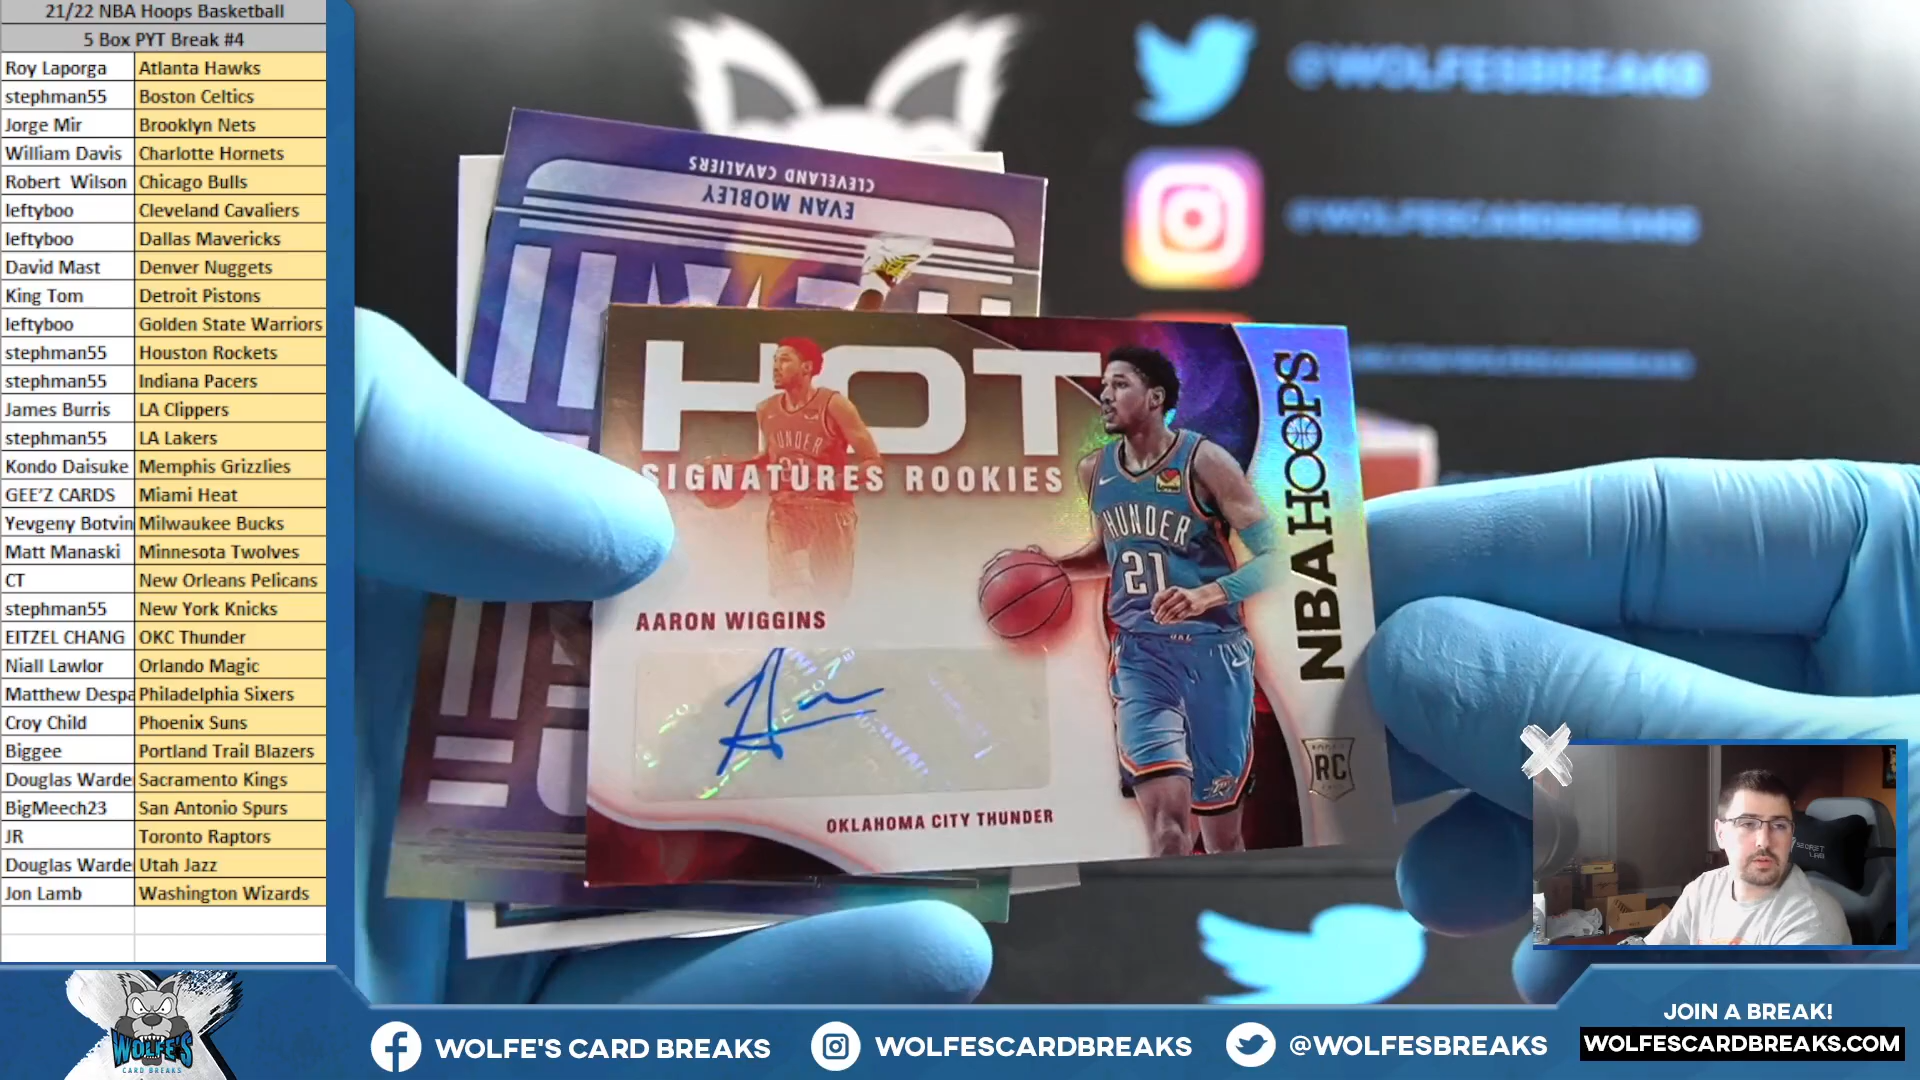 21/22 NBA Hoops Basketball
5 Box PYT Break #4
Roy Laporga Atlanta Hawks
stephman55 Boston Celtics
Jorge Mir Brooklyn Nets
William Davis Charlotte Hornets
Robert Wilson Chicago Bulls
leftyboo Cleveland Cavaliers
leftyboo Dallas Mavericks
David Mast Denver Nuggets
King Tom Detroit Pistons
leftyboo Golden State Warriors
stephman55 Houston Rockets
stephman55 Indiana Pacers
James Burris LA Clippers
stephman55 LA Lakers
Kondo Daisuke Memphis Grizzlies
GEE'Z CARDS Miami Heat
Yevgeny Botvin Milwaukee Bucks
Matt Manaski Minnesota Twolves
CT New Orleans Pelicans
stephman55 New York Knicks
EITZEL CHANG OKC Thunder
Niall Lawlor Orlando Magic
Matthew Despa Philadelphia Sixers
Croy Child Phoenix Suns
Biggee Portland Trail Blazers
Douglas Warde Sacramento Kings
BigMeech23 San Antonio Spurs
JR Toronto Raptors
Douglas Warde Utah Jazz
Jon Lamb Washington Wizards
@WOLFESBREAKS
@WOLFESCARDBREAKS
CLEVELAND CAVALIERS
EVAN MOBLEY
HOT
SIGNATURES ROOKIES
THUNDER
21
AARON WIGGINS
OKLAHOMA CITY THUNDER
NBA HOOPS
RC
SECRET LAB
WOLFE'S
CARD BREAKS
WOLFE'S CARD BREAKS
WOLFESCARDBREAKS
@WOLFESBREAKS
JOIN A BREAK!
WOLFESCARDBREAKS.COM